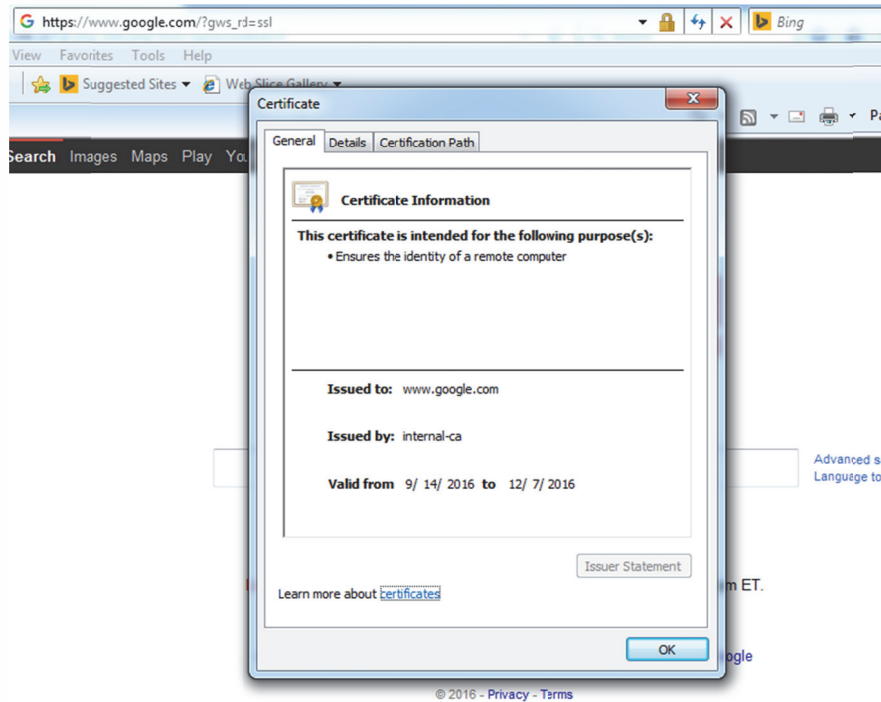 https://www.google.com/?gws_rd=ssl
Bing
View Favorites Tools Help
Suggested Sites Web Slice Gallery
Certificate
General Details Certification Path
Search Images Maps Play
Certificate Information
This certificate is intended for the following purpose(s):
• Ensures the identity of a remote computer
Issued to: www.google.com
Issued by: internal-ca
Valid from 9/ 14/ 2016 to 12/ 7/ 2016
Advanced
Language
Issuer Statement
ET.
Learn more about certificates
OK
© 2016 - Privacy - Terms